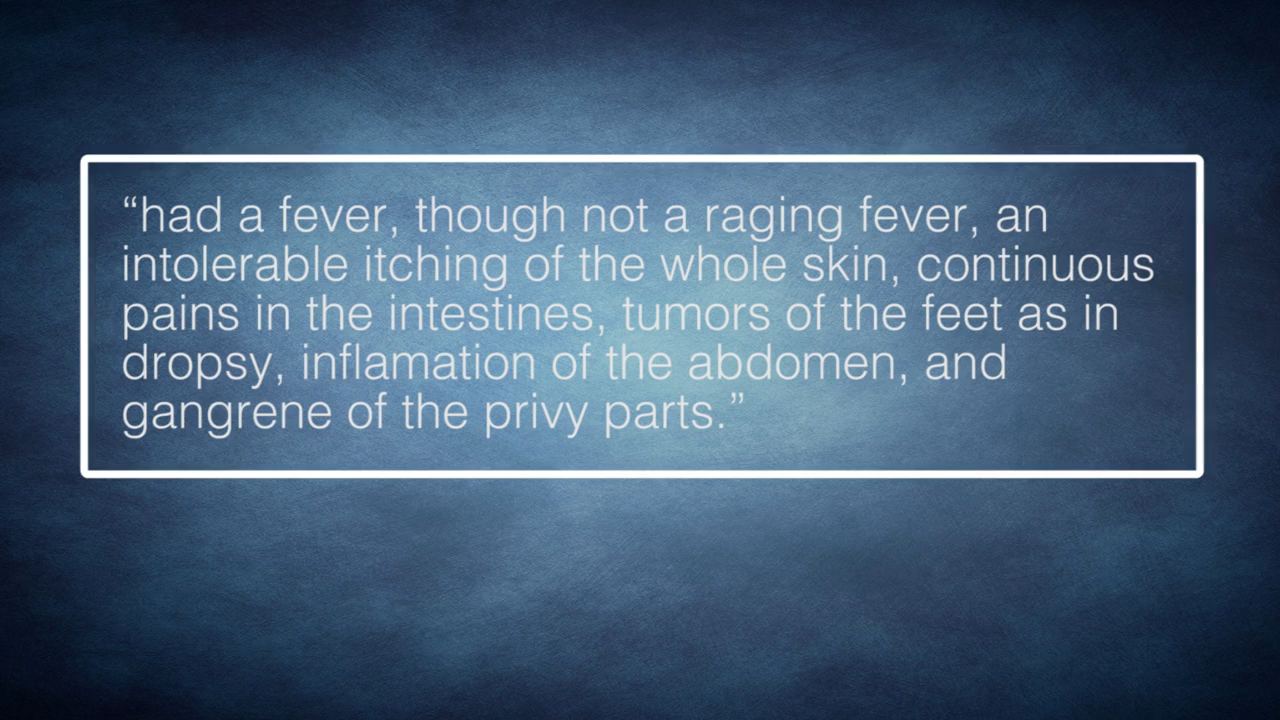 “had a fever, though not a raging fever, an
intolerable itching of the whole skin, continuous
pains in the intestines, tumors of the feet as in
dropsy, inflamation of the abdomen, and
gangrene of the privy parts.”